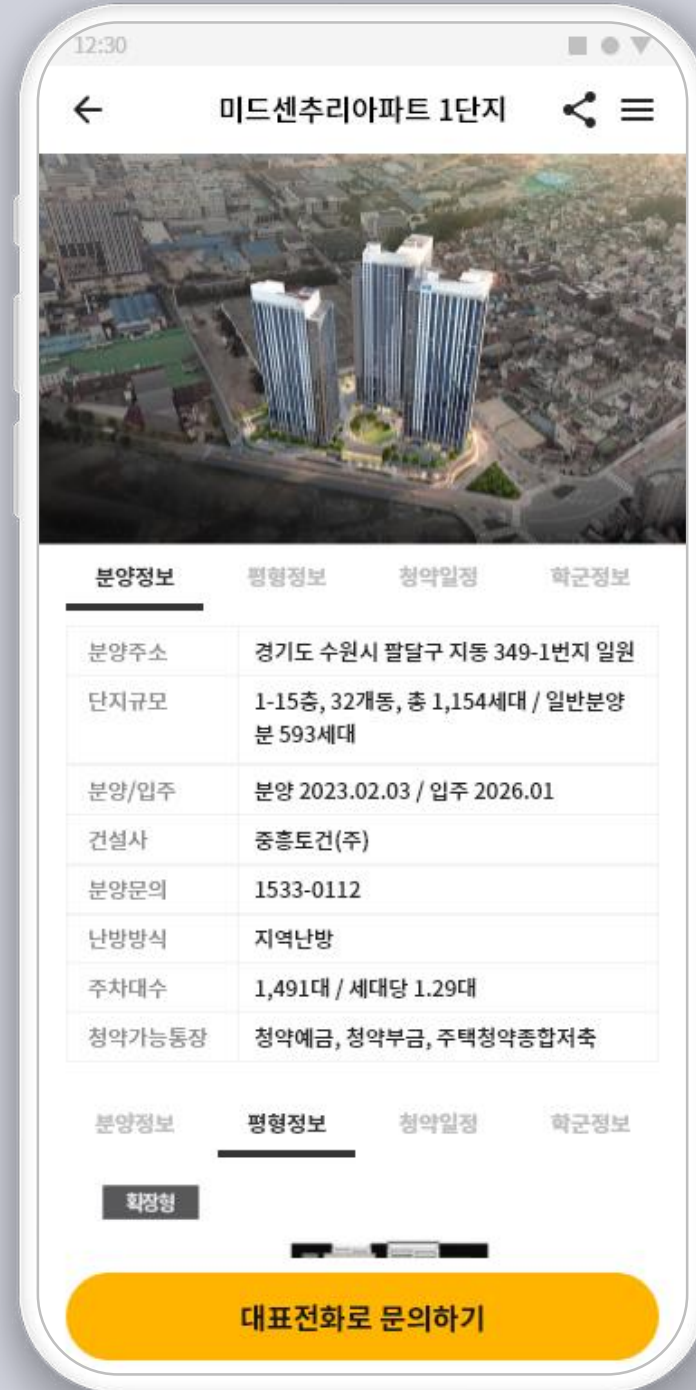 12:30
미드센추리아파트 1단지
분양정보 평형정보 청약일정 학군정보
분양주소 경기도 수원시 팔달구 지동 349-1번지 일원
단지규모 1-15층, 32개동, 총 1,154세대 / 일반분양
분 593세대
분양/입주 분양 2023.02.03 / 입주 2026.01
건설사 중흥토건(주)
분양문의 1533-0112
난방방식 지역난방
주차대수 1,491대 / 세대당 1.29대
청약가능통장 청약예금, 청약부금, 주택청약종합저축
분양정보 평형정보 청약일정 학군정보
확장형
대표전화로 문의하기